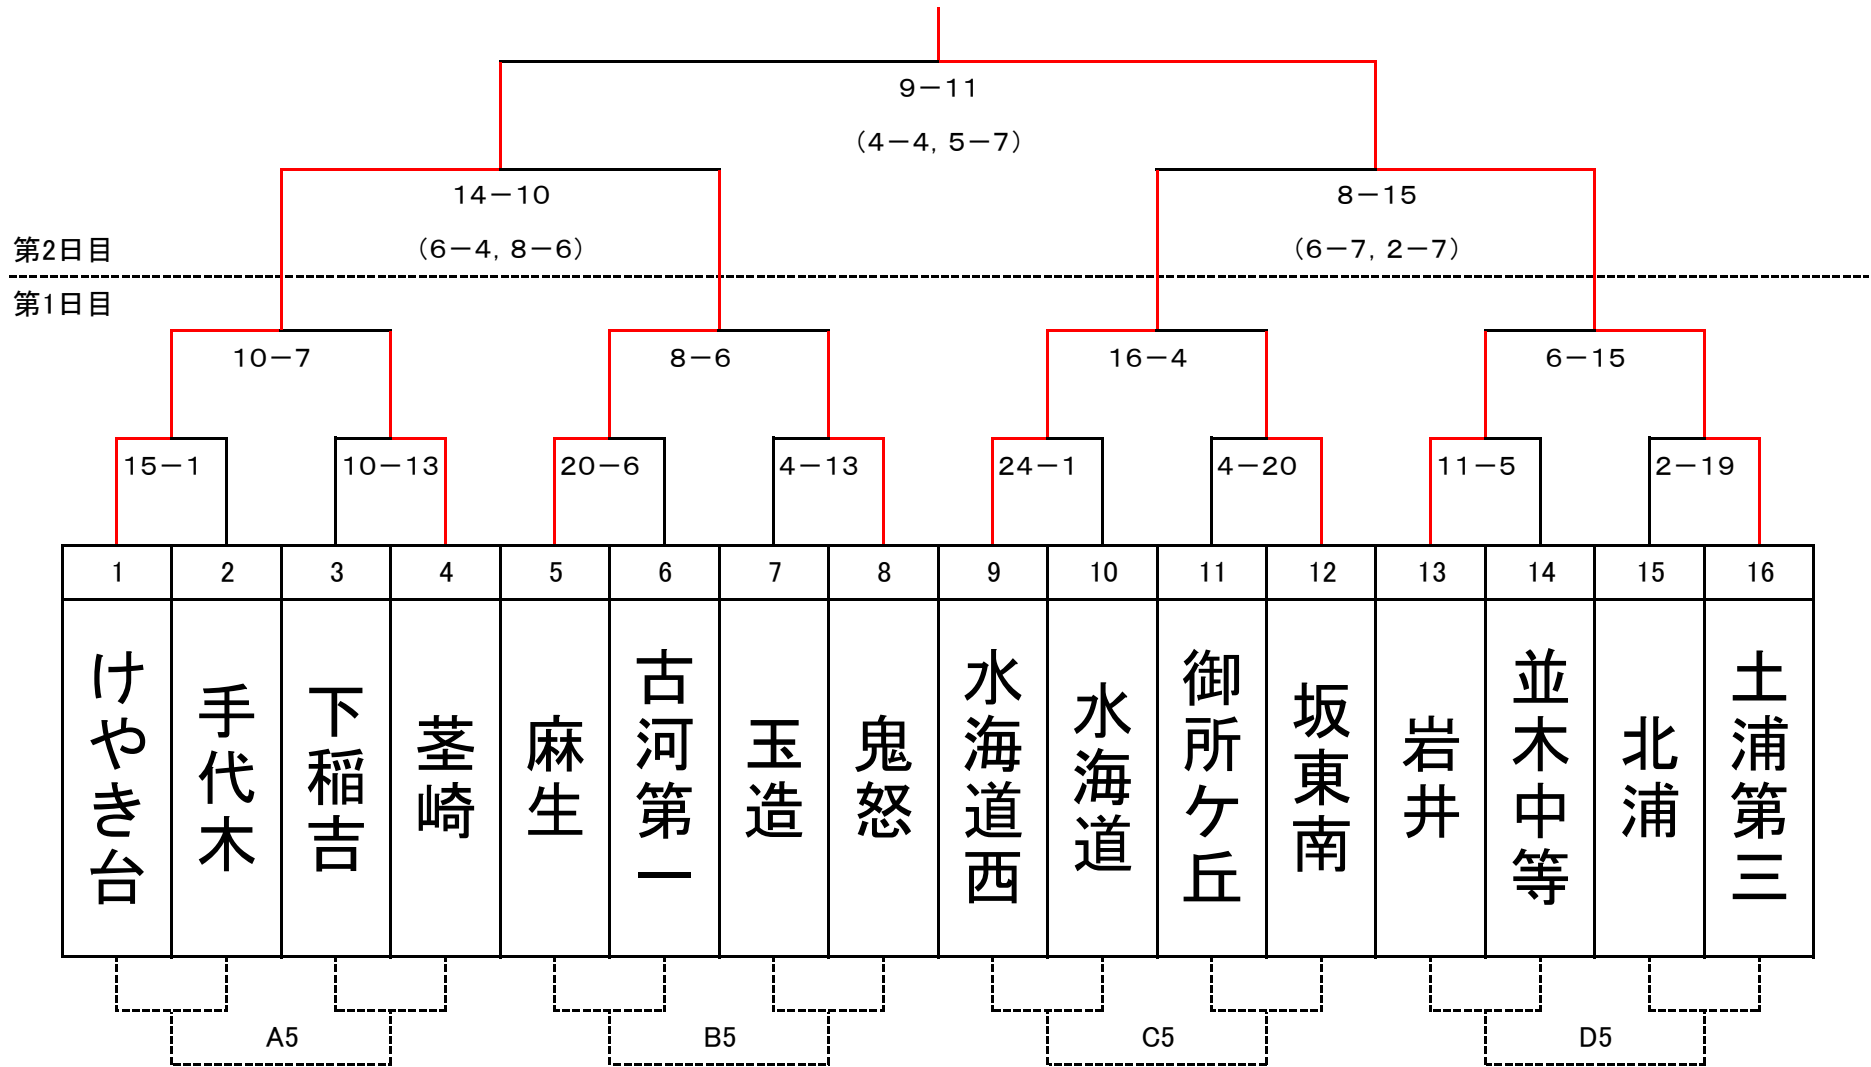 9－11
（4－4, 5－7）
14－10
8－15
第2日目
（6－4, 8－6）
（6－7, 2－7）
第1日目
10－7
8－6
16－4
6－15
15－1
10－13
20－6
4－13
24－1
4－20
11－5
2－19
1 2 3 4 5 6 7 8 9 10 11 12 13 14 15 16
けやき台
手代木
下稲吉
茎崎
麻生
古河第一
玉造
鬼怒
水海道西
水海道
御所ケ丘
坂東南
岩井
並木中等
北浦
土浦第三
A5
B5
C5
D5